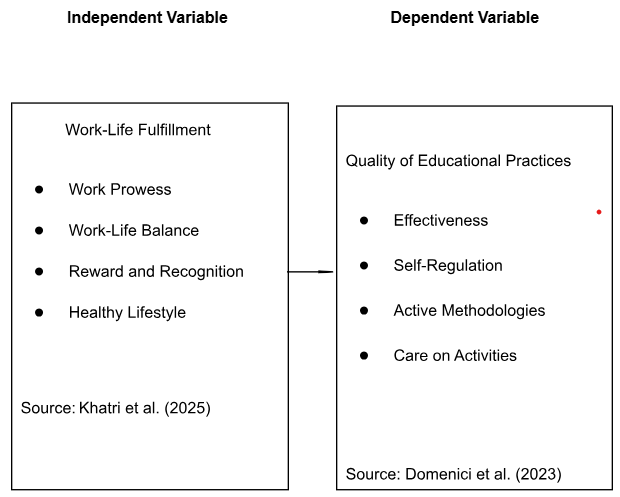 Independent Variable
Dependent Variable
Work-Life Fulfillment
Work Prowess
Work-Life Balance
Reward and Recognition
Healthy Lifestyle
Source: Khatri et al. (2025)
Quality of Educational Practices
Effectiveness
Self-Regulation
Active Methodologies
Care on Activities
Source: Domenici et al. (2023)